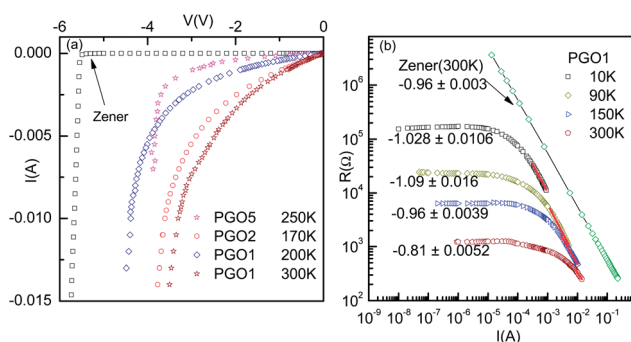 V(V)
-6 -4 -2 0
(a)
0.000
-0.005
-0.010
-0.015
I(A)
Zener
PGO5 250K
PGO2 170K
PGO1 200K
PGO1 300K
(b)
Zener(300K)
-0.96 ± 0.003
PGO1
10K
90K
150K
300K
-1.028 ± 0.0106
-1.09 ± 0.016
-0.96 ± 0.0039
-0.81 ± 0.0052
R(Ω)
10⁶
10⁵
10⁴
10³
10²
10⁻⁹ 10⁻⁸ 10⁻⁷ 10⁻⁶ 10⁻⁵ 10⁻⁴ 10⁻³ 10⁻² 10⁻¹ 10⁰
I(A)